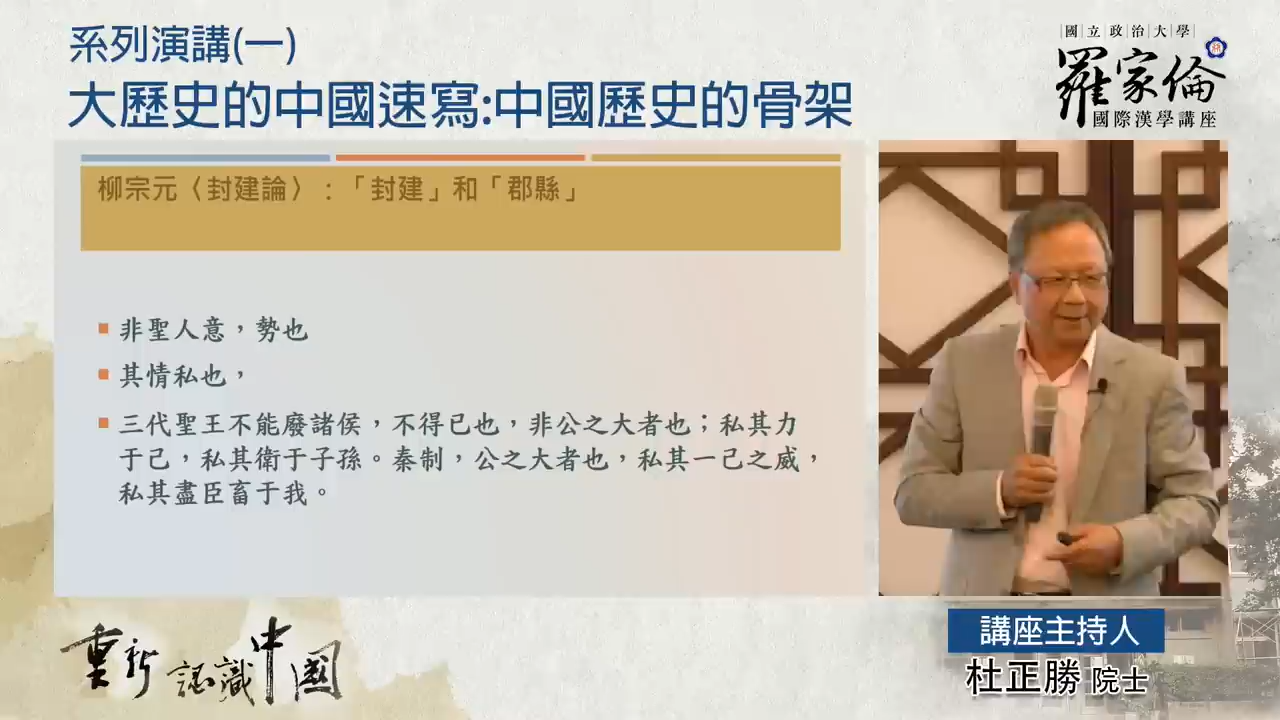 系列演講(一)
大歷史的中國速寫:中國歷史的骨架
國立政治大學
羅家倫
國際漢學講座
柳宗元〈封建論〉:「封建」和「郡縣」
非聖人意,勢也
其情私也,
三代聖王不能廢諸侯,不得已也,非公之大者也;私其力
于己,私其衛于子孫。秦制,公之大者也,私其一己之威,
私其盡臣畜于我。
重新認識中國
講座主持人
杜正勝 院士